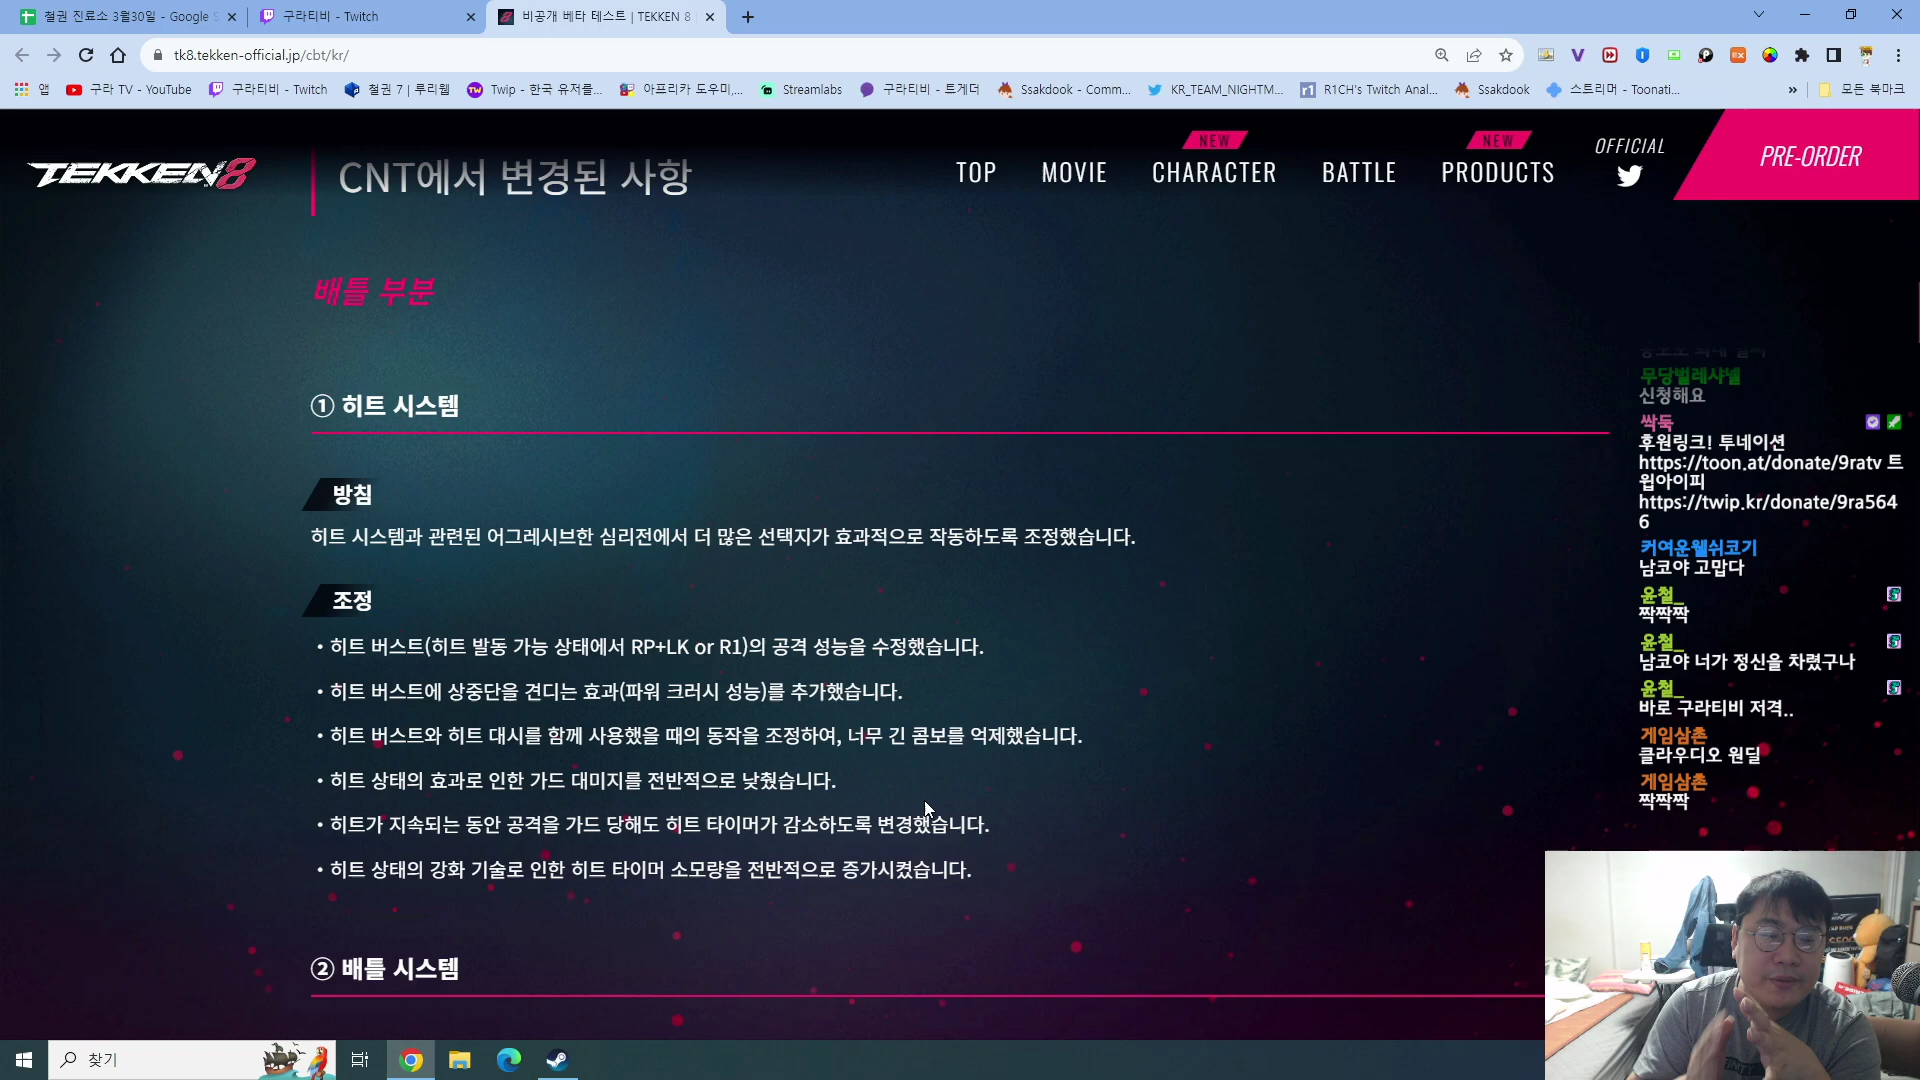 철권 진료소 3월30일 - Google S
구라티비 - Twitch
비공개 베타 테스트 | TEKKEN 8
tk8.tekken-official.jp/cbt/kr/
앱
구라 TV - YouTube
구라티비 - Twitch
철권 7 | 루리웹
Twip - 한국 유저를...
아프리카 도우미,...
Streamlabs
구라티비 - 트게더
Ssakdook - Comm...
KR_TEAM_NIGHTM...
R1CH's Twitch Anal...
Ssakdook
스트리머 - Toonati...
»
모든 북마크
TEKKEN 8
CNT에서 변경된 사항
TOP
MOVIE
NEW
CHARACTER
BATTLE
NEW
PRODUCTS
OFFICIAL
PRE-ORDER
배틀 부분
① 히트 시스템
방침
히트 시스템과 관련된 어그레시브한 심리전에서 더 많은 선택지가 효과적으로 작동하도록 조정했습니다.
조정
• 히트 버스트(히트 발동 가능 상태에서 RP+LK or R1)의 공격 성능을 수정했습니다.
• 히트 버스트에 상중단을 견디는 효과(파워 크러시 성능)를 추가했습니다.
• 히트 버스트와 히트 대시를 함께 사용했을 때의 동작을 조정하여, 너무 긴 콤보를 억제했습니다.
• 히트 상태의 효과로 인한 가드 대미지를 전반적으로 낮췄습니다.
• 히트가 지속되는 동안 공격을 가드 당해도 히트 타이머가 감소하도록 변경했습니다.
• 히트 상태의 강화 기술로 인한 히트 타이머 소모량을 전반적으로 증가시켰습니다.
② 배틀 시스템
무당벌레샤넬
신청해요
싹둑
후원링크! 투네이션
https://toon.at/donate/9ratv 트
윕아이피
https://twip.kr/donate/9ra564
6
커여운웰쉬코기
남코야 고맙다
윤철_
짝짝짝
윤철_
남코야 너가 정신을 차렸구나
윤철_
바로 구라티비 저격..
게임삼촌
클라우디오 원딜
게임삼촌
짝짝짝
찾기